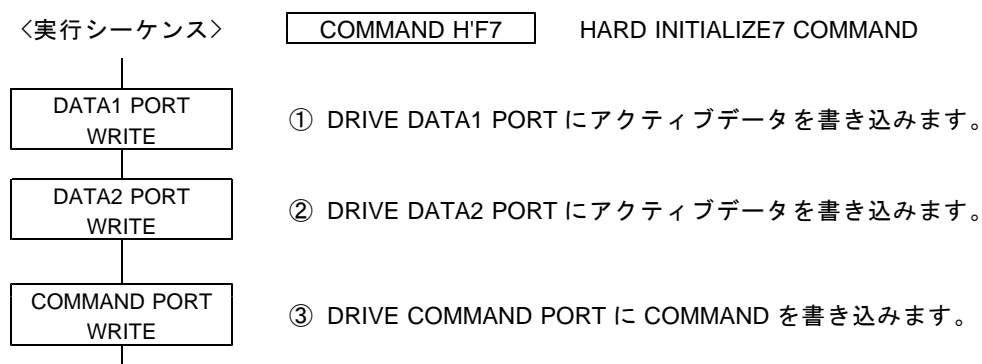 〈実行シーケンス〉 COMMAND H'F7 HARD INITIALIZE7 COMMAND
DATA1 PORT
WRITE
① DRIVE DATA1 PORT にアクティブデータを書き込みます。
DATA2 PORT
WRITE
② DRIVE DATA2 PORT にアクティブデータを書き込みます。
COMMAND PORT
WRITE
③ DRIVE COMMAND PORT に COMMAND を書き込みます。